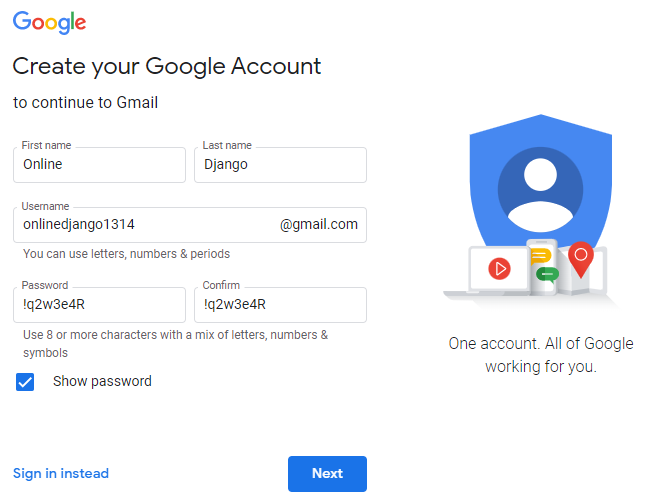 Google
Create your Google Account
to continue to Gmail
First name
Last name
Online
Django
Username
onlinedjango1314
@gmail.com
You can use letters, numbers & periods
Password
Confirm
!q2w3e4R
!q2w3e4R
Use 8 or more characters with a mix of letters, numbers &
symbols
Show password
Sign in instead
Next
One account. All of Google
working for you.